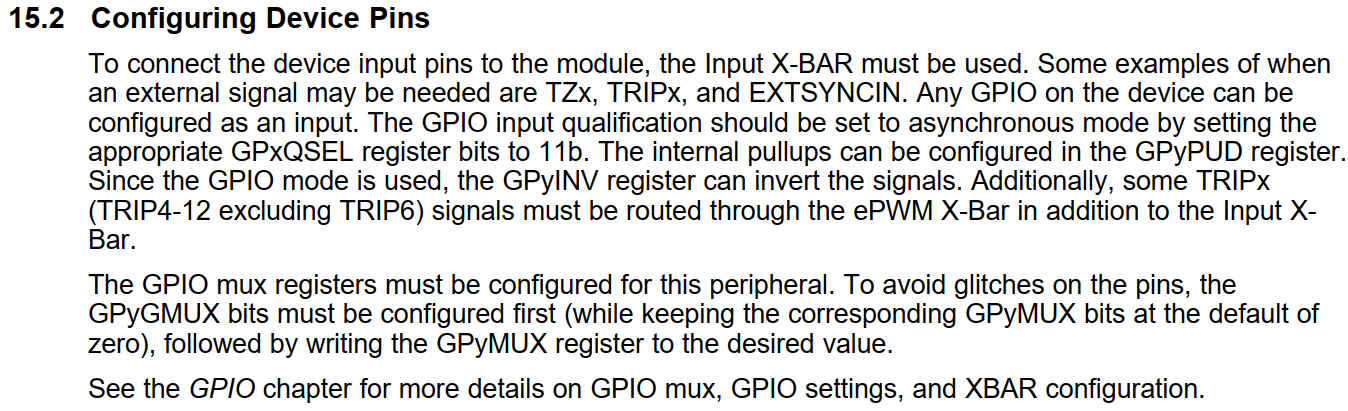 15.2 Configuring Device Pins
To connect the device input pins to the module, the Input X-BAR must be used. Some examples of when
an external signal may be needed are TZx, TRIPx, and EXTSYNCIN. Any GPIO on the device can be
configured as an input. The GPIO input qualification should be set to asynchronous mode by setting the
appropriate GPxQSEL register bits to 11b. The internal pullups can be configured in the GPyPUD register.
Since the GPIO mode is used, the GPyINV register can invert the signals. Additionally, some TRIPx
(TRIP4-12 excluding TRIP6) signals must be routed through the ePWM X-Bar in addition to the Input X-
Bar.
The GPIO mux registers must be configured for this peripheral. To avoid glitches on the pins, the
GPyGMUX bits must be configured first (while keeping the corresponding GPyMUX bits at the default of
zero), followed by writing the GPyMUX register to the desired value.
See the GPIO chapter for more details on GPIO mux, GPIO settings, and XBAR configuration.